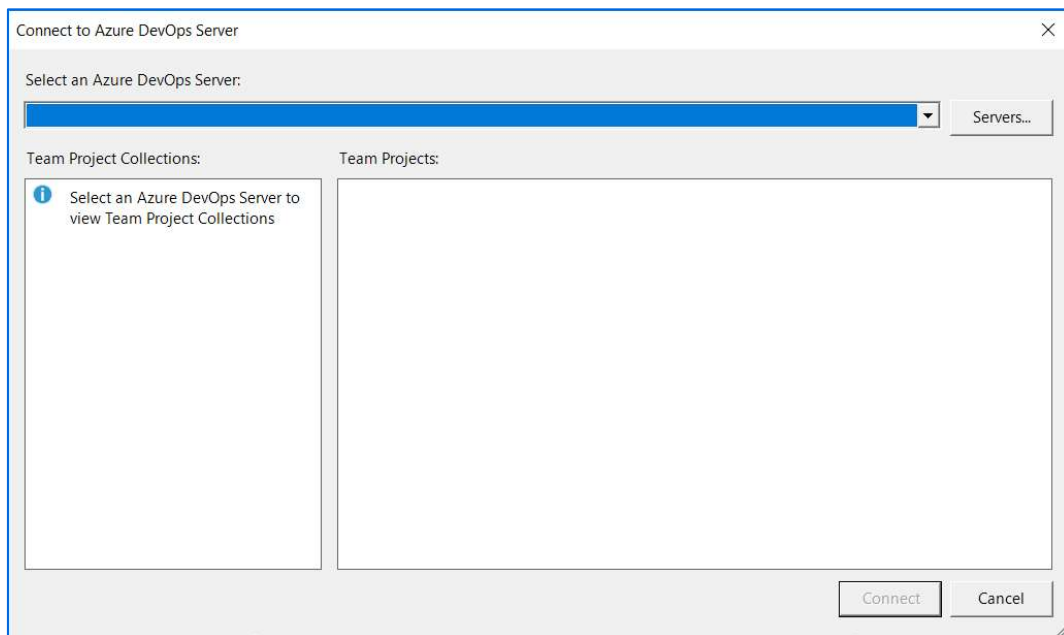 Connect to Azure DevOps Server
Select an Azure DevOps Server:
Servers...
Team Project Collections:
Team Projects:
Select an Azure DevOps Server to
view Team Project Collections
Connect
Cancel